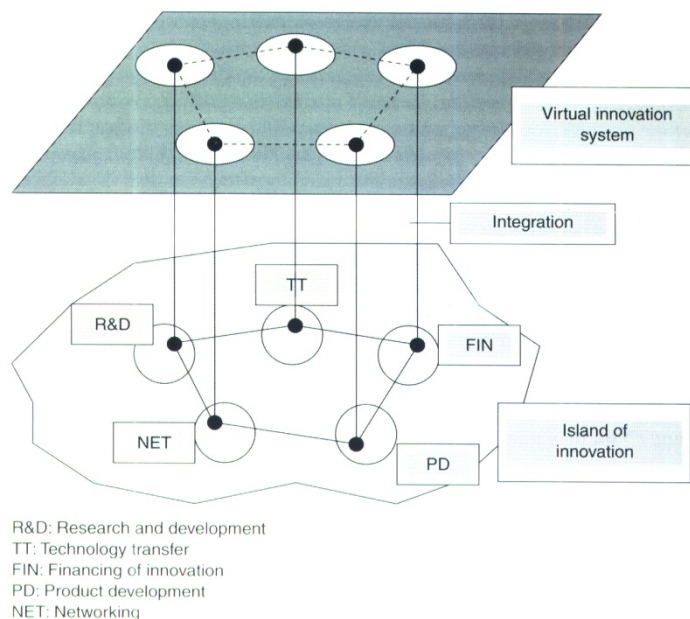 Virtual innovation
system
Integration
TT
R&D
FIN
NET
PD
Island of
innovation
R&D: Research and development
TT: Technology transfer
FIN: Financing of innovation
PD: Product development
NET: Networking